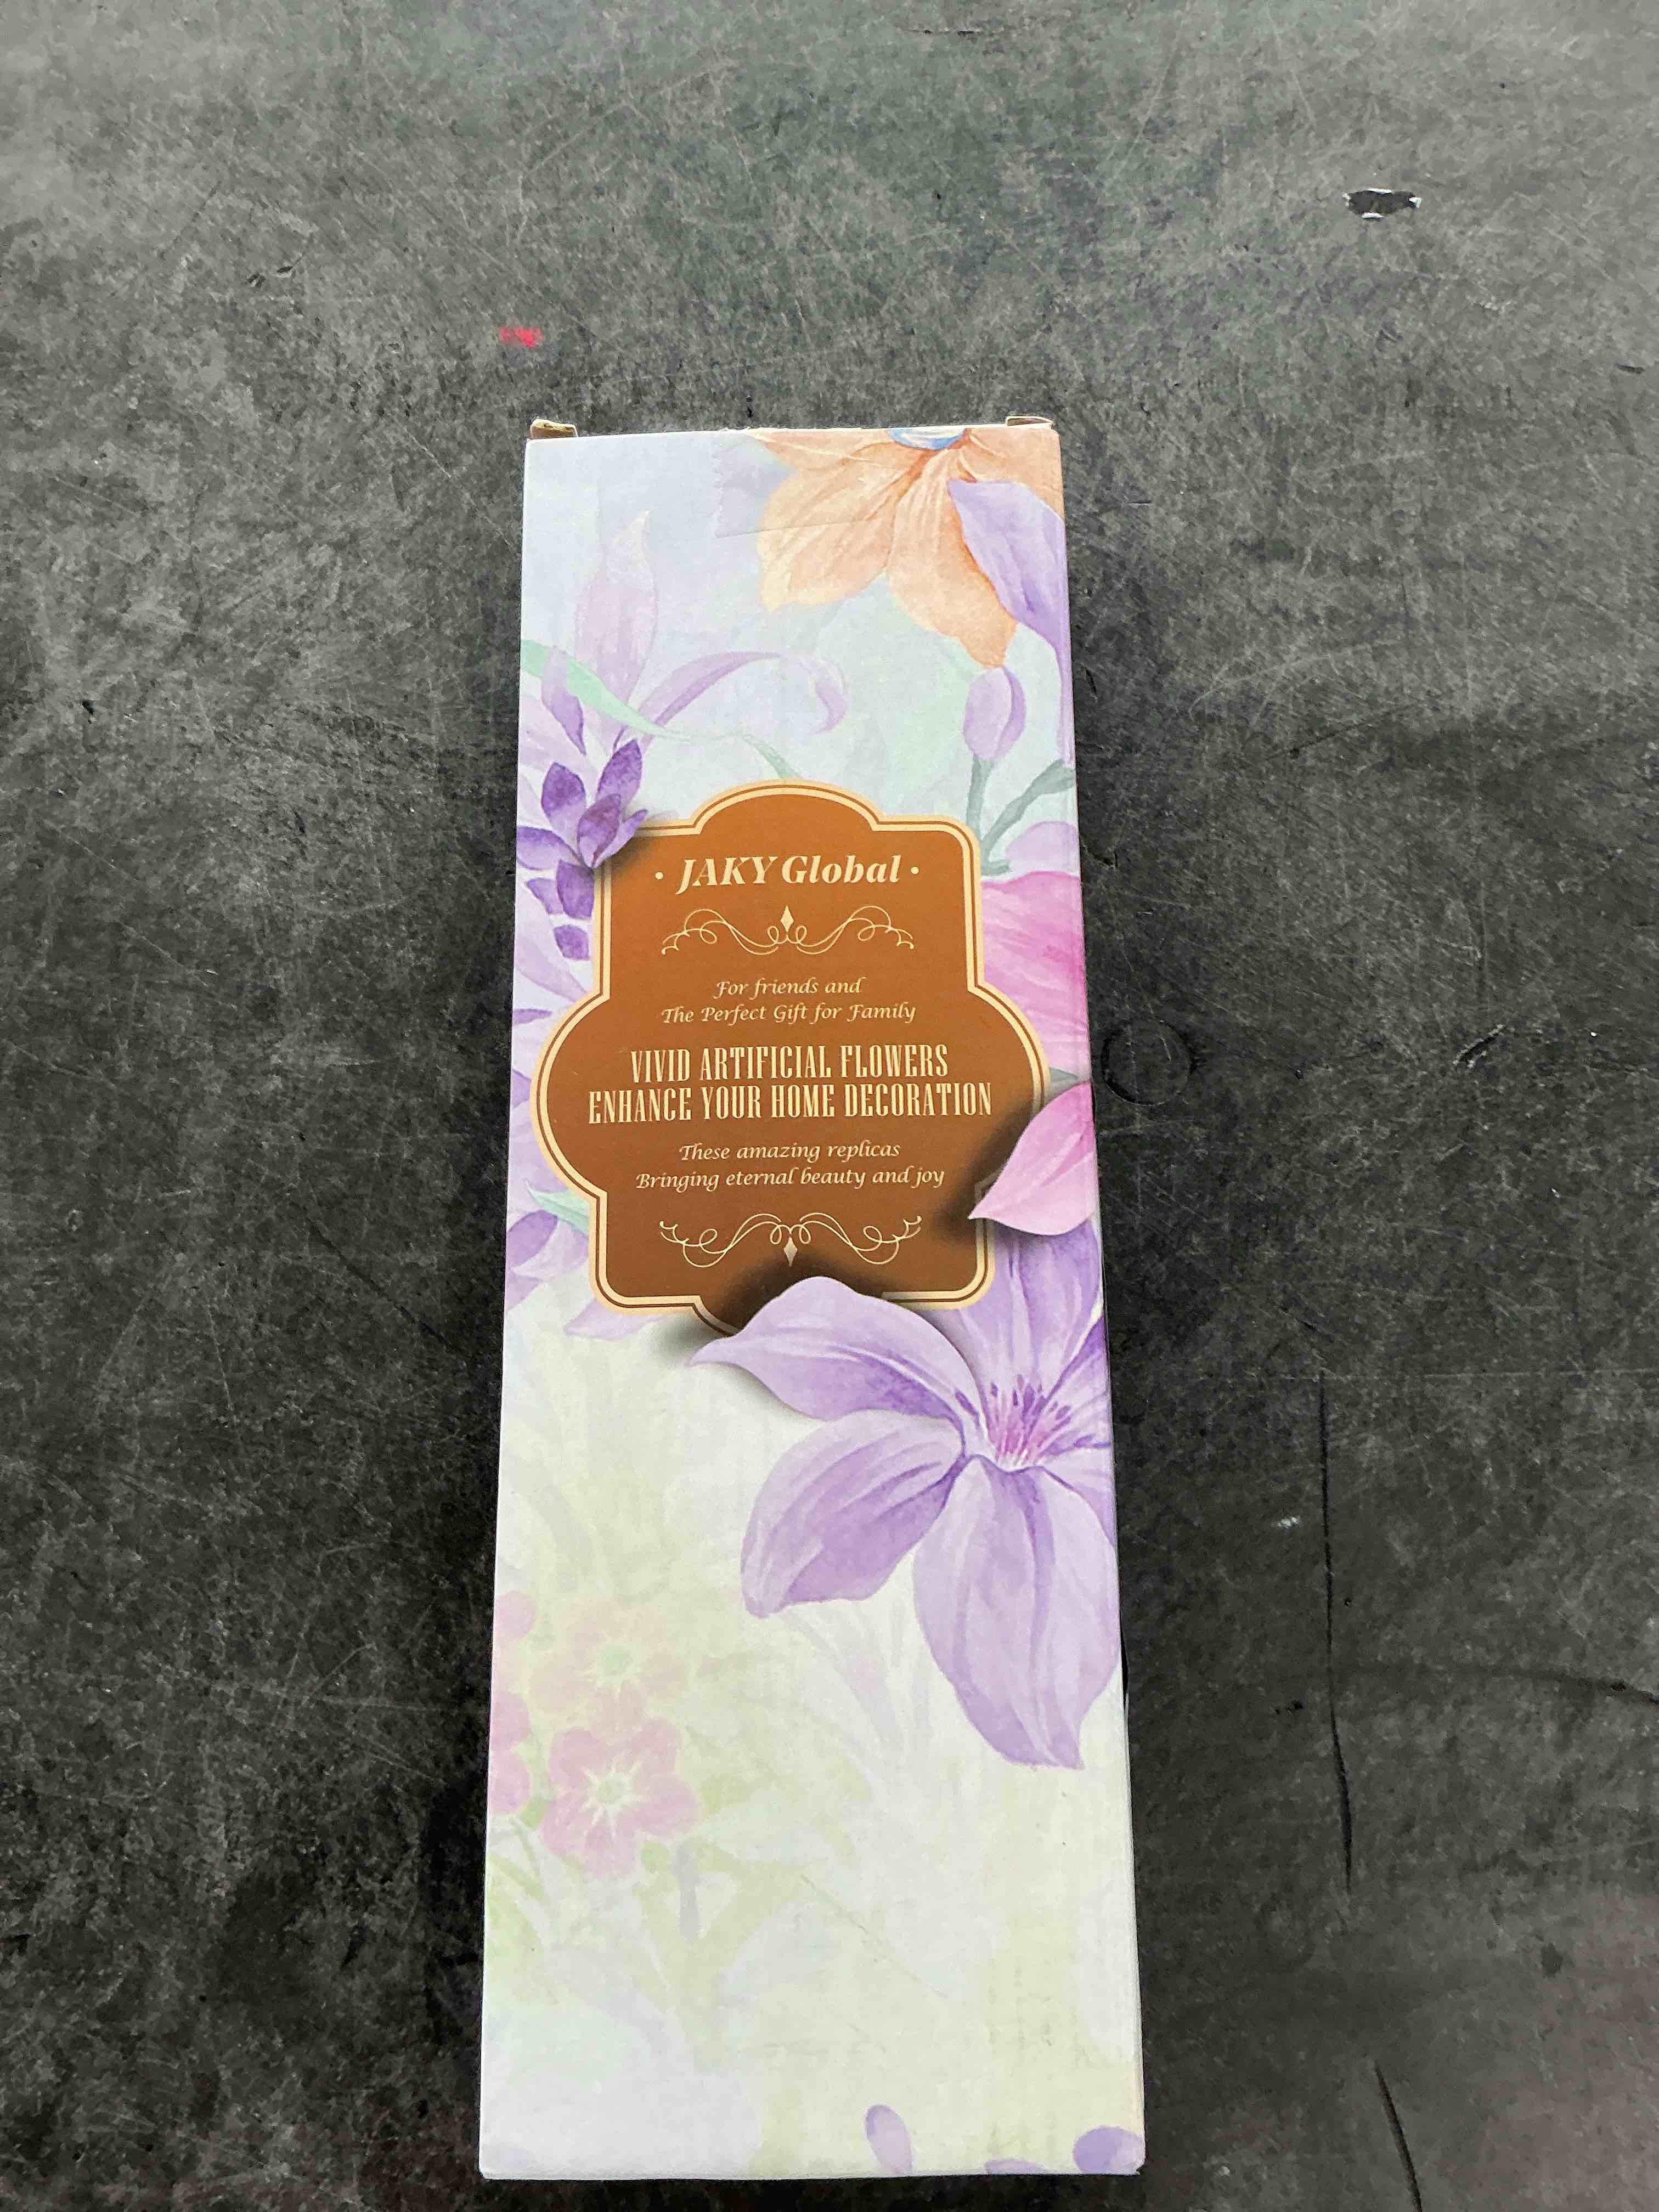 · JAKY Global ·
For friends and
The Perfect Gift for Family
VIVID ARTIFICIAL FLOWERS
ENHANCE YOUR HOME DECORATION
These amazing replicas
Bringing eternal beauty and joy